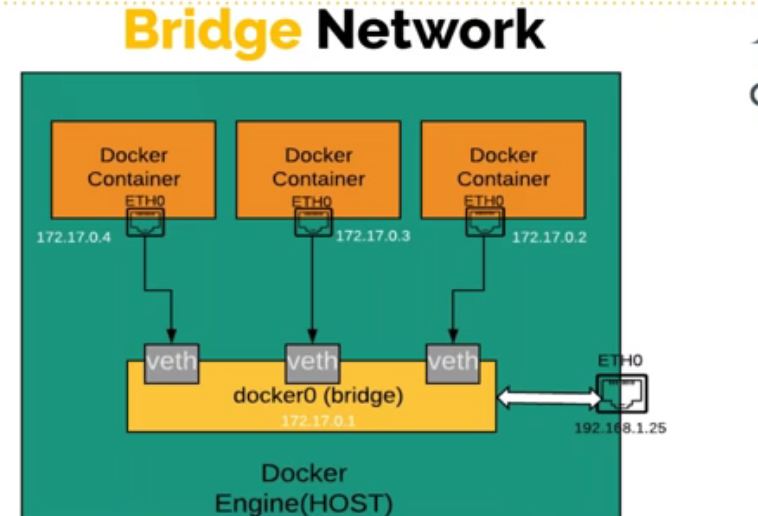 Bridge Network
Docker
Container
ETH0
172.17.0.4
Docker
Container
ETH0
172.17.0.3
Docker
Container
ETH0
172.17.0.2
veth
veth
veth
docker0 (bridge)
172.17.0.1
ETH0
192.168.1.25
Docker
Engine(HOST)